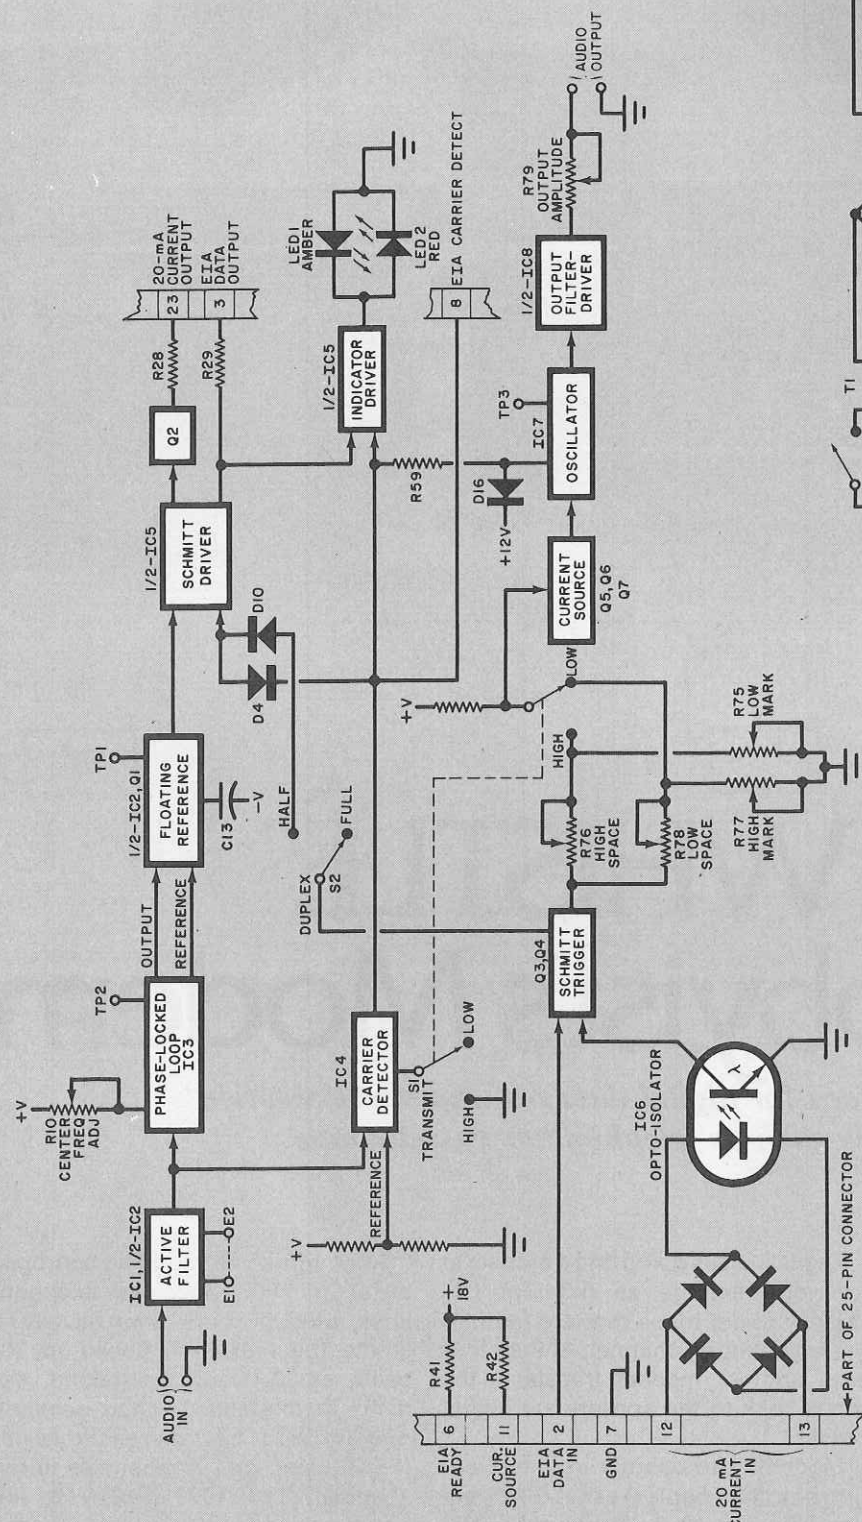 AUDIO
IN
IC1, 1/2-IC2
ACTIVE
FILTER
E1
E2
+V
R10
CENTER
FREQ
ADJ
TP2
PHASE-LOCKED
LOOP
IC3
OUTPUT
REFERENCE
TP1
1/2-IC2, Q1
FLOATING
REFERENCE
C13
-V
1/2-IC5
SCHMITT
DRIVER
D4
D10
Q2
R28
R29
23
3
20-mA
CURRENT
OUTPUT
EIA
DATA
OUTPUT
HALF
FULL
DUPLEX
S2
+V
REFERENCE
IC4
CARRIER
DETECTOR
S1
TRANSMIT
HIGH
LOW
1/2-IC5
INDICATOR
DRIVER
LED1
AMBER
LED2
RED
8
EIA CARRIER DETECT
R59
D16
+12V
EIA
READY
6
R41
+
18V
CUR.
SOURCE
11
R42
EIA
DATA
IN
2
GND
7
20 mA
CURRENT
IN
12
13
PART OF 25-PIN CONNECTOR
IC6
OPTO-ISOLATOR
λ
Q3, Q4
SCHMITT
TRIGGER
R76
HIGH
SPACE
R78
LOW
SPACE
HIGH
LOW
+V
R77
HIGH
MARK
R75
LOW
MARK
CURRENT
SOURCE
Q5, Q6
Q7
TP3
IC7
OSCILLATOR
1/2-IC8
OUTPUT
FILTER-
DRIVER
R79
OUTPUT
AMPLITUDE
AUDIO
OUTPUT
T1